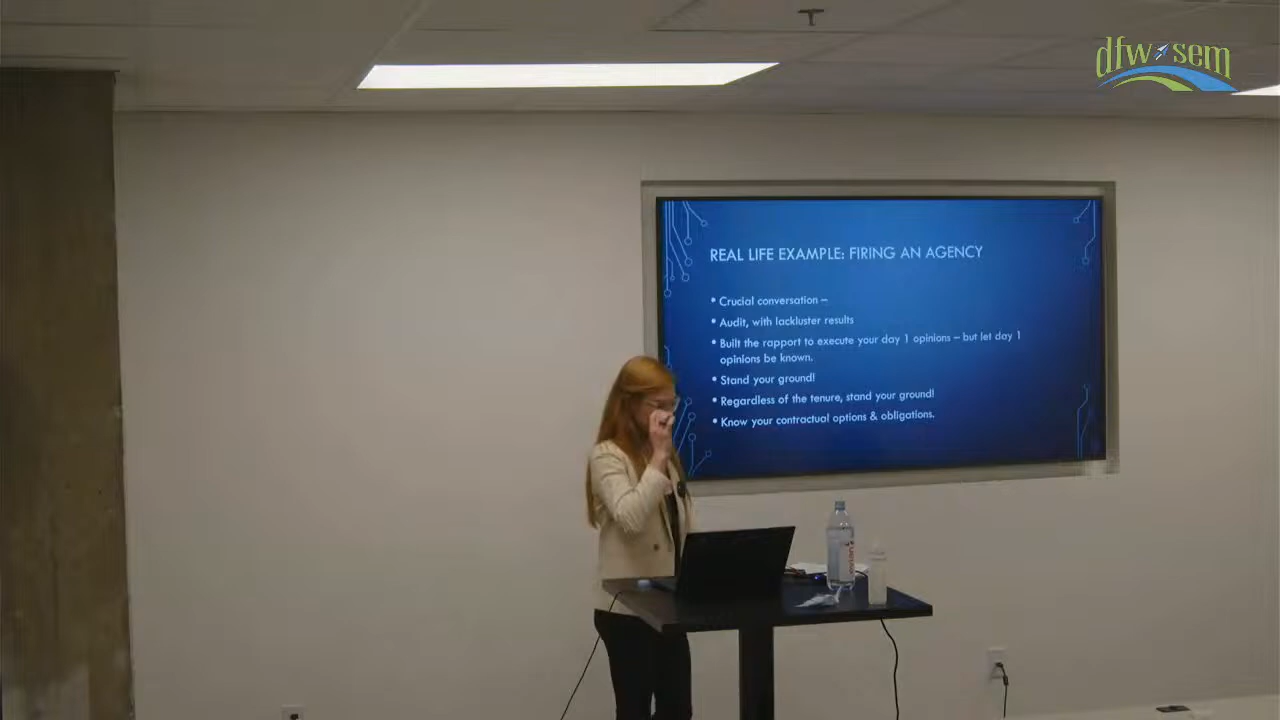 dfw sem
REAL LIFE EXAMPLE: FIRING AN AGENCY
• Crucial conversation –
• Audit, with lackluster results
• Built the rapport to execute your day 1 opinions – but let day 1
opinions be known.
• Stand your ground!
• Regardless of the tenure, stand your ground!
• Know your contractual options & obligations.